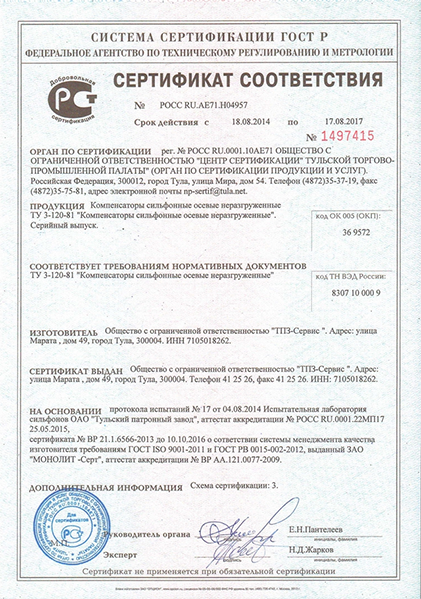 СИСТЕМА СЕРТИФИКАЦИИ ГОСТ Р
ФЕДЕРАЛЬНОЕ АГЕНТСТВО ПО ТЕХНИЧЕСКОМУ РЕГУЛИРОВАНИЮ И МЕТРОЛОГИИ
Добровольная
сертификация
СЕРТИФИКАТ СООТВЕТСТВИЯ
№ РОСС RU.АЕ71.Н04957
Срок действия с 18.08.2014 по 17.08.2017
№ 1497415
ОРГАН ПО СЕРТИФИКАЦИИ рег. № РОСС RU.0001.10АЕ71 ОБЩЕСТВО С
ОГРАНИЧЕННОЙ ОТВЕТСТВЕННОСТЬЮ "ЦЕНТР СЕРТИФИКАЦИИ" ТУЛЬСКОЙ ТОРГОВО-
ПРОМЫШЛЕННОЙ ПАЛАТЫ" (ОРГАН ПО СЕРТИФИКАЦИИ ПРОДУКЦИИ И УСЛУГ).
Российская Федерация, 300012, город Тула, улица Мира, дом 54. Телефон (4872)35-37-19, факс
(4872)35-75-81, адрес электронной почты np-sertif@tula.net.
ПРОДУКЦИЯ Компенсаторы сильфонные осевые неразгруженные
ТУ 3-120-81 "Компенсаторы сильфонные осевые неразгруженные".
Серийный выпуск.
код ОК 005 (ОКП):
36 9572
СООТВЕТСТВУЕТ ТРЕБОВАНИЯМ НОРМАТИВНЫХ ДОКУМЕНТОВ
ТУ 3-120-81 "Компенсаторы сильфонные осевые неразгруженные"
код ТН ВЭД России:
8307 10 000 9
ИЗГОТОВИТЕЛЬ Общество с ограниченной ответственностью "ТПЗ-Сервис ". Адрес: улица
Марата , дом 49, город Тула, 300004. ИНН 7105018262.
СЕРТИФИКАТ ВЫДАН Общество с ограниченной ответственностью "ТПЗ-Сервис ". Адрес:
улица Марата , дом 49, город Тула, 300004. Телефон 41 25 26, факс 41 25 26. ИНН: 7105018262.
НА ОСНОВАНИИ протокола испытаний № 17 от 04.08.2014 Испытательная лаборатория
сильфонов ОАО "Тульский патронный завод", аттестат аккредитации № РОСС RU.0001.22МП17
25.05.2015,
сертификата № ВР 21.1.6566-2013 до 10.10.2016 о соответствии системы менеджмента качества
изготовителя требованиям ГОСТ ISO 9001-2011 и ГОСТ РВ 0015-002-2012, выданный ЗАО
"МОНОЛИТ -Серт", аттестат аккредитации № ВР АА.121.0077-2009.
ДОПОЛНИТЕЛЬНАЯ ИНФОРМАЦИЯ Схема сертификации: 3.
Для
сертификатов
М.П.
Руководитель органа
подпись
Е.Н.Пантелеев
инициалы, фамилия
Эксперт
подпись
Н.Д.Жарков
инициалы, фамилия
Сертификат не применяется при обязательной сертификации